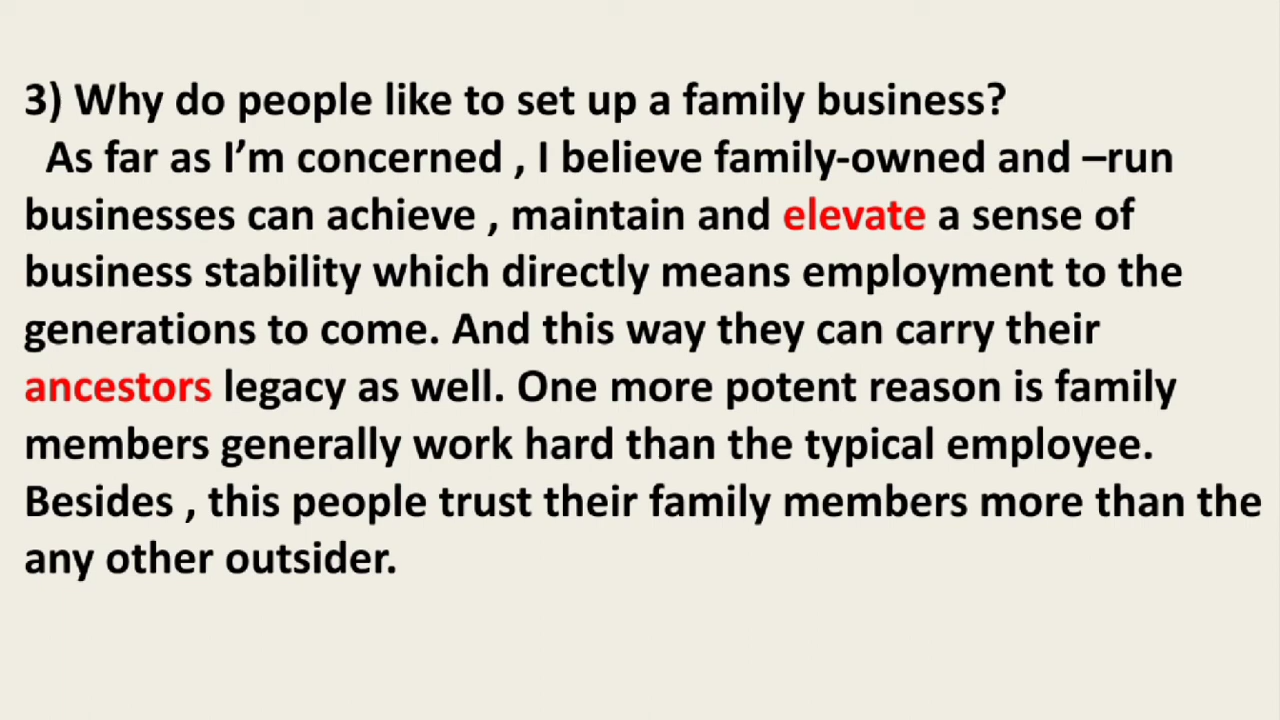 3) Why do people like to set up a family business?
As far as I’m concerned , I believe family-owned and –run
businesses can achieve , maintain and elevate a sense of
business stability which directly means employment to the
generations to come. And this way they can carry their
ancestors legacy as well. One more potent reason is family
members generally work hard than the typical employee.
Besides , this people trust their family members more than the
any other outsider.